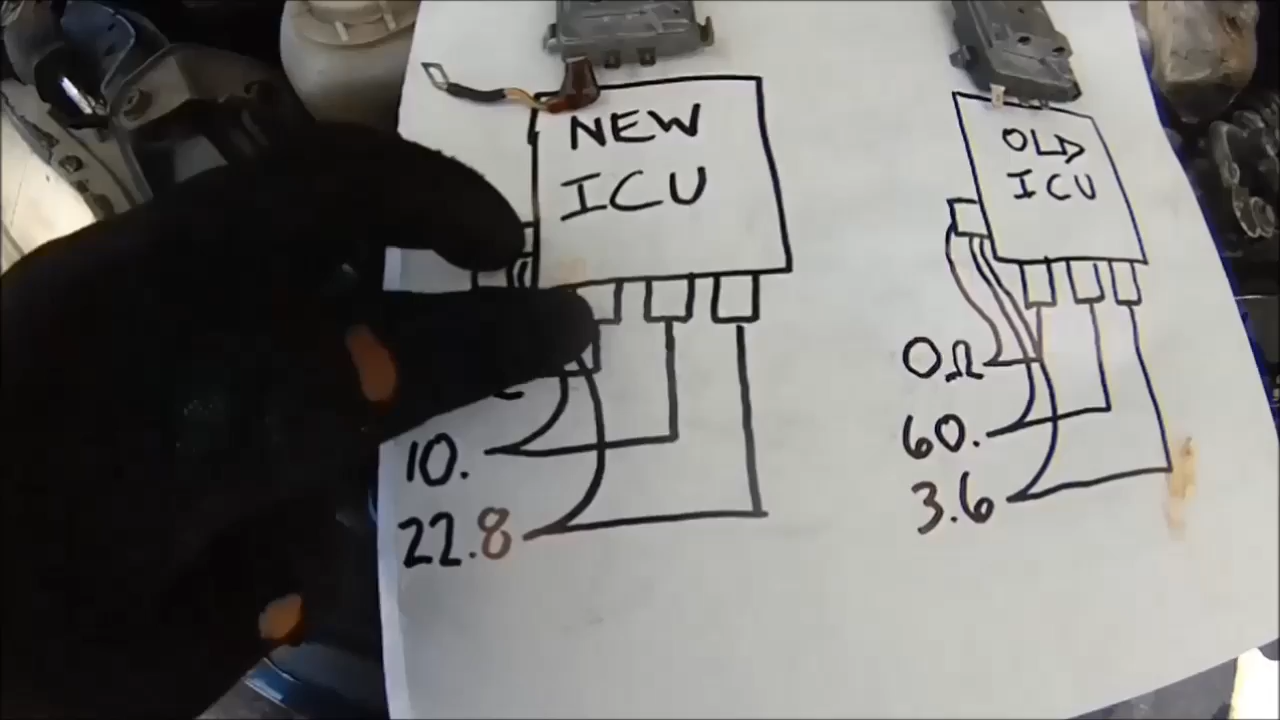 NEW
ICU
10.
22.8
OLD
ICU
0Ω
60.
3.6